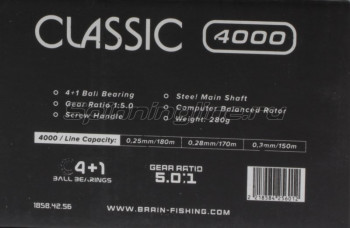 CLASSIC 4000
4+1 Ball Bearing
Gear Ratio 1:5.0
Screw Handle
Steel Main Shaft
Computer Balanced Rotor
Weight: 280g
4000 / Line Capacity: 0,25mm/180m 0,28mm/170m 0,3mm/150m
4+1
BALL BEARINGS
GEAR RATIO
5.0:1
1858.42.56
WWW.BRAIN-FISHING.COM